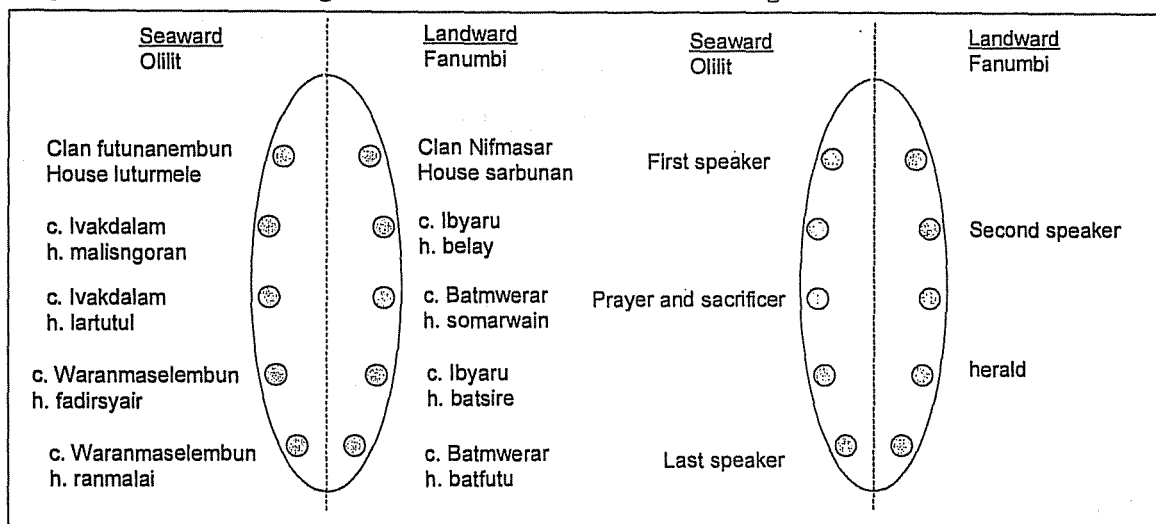 Seaward
Olilit
Landward
Fanumbi
Clan futunanembun
House luturmele
Clan Nifmasar
House sarbunan
c. Ivakdalam
h. malisngoran
c. Ibyaru
h. belay
c. Ivakdalam
h. lartutul
c. Batmwerar
h. somarwain
c. Waranmaselembun
h. fadirsyair
c. Ibyaru
h. batsire
c. Waranmaselembun
h. ranmalai
c. Batmwerar
h. batfutu
Seaward
Olilit
Landward
Fanumbi
First speaker
Second speaker
Prayer and sacrificer
herald
Last speaker